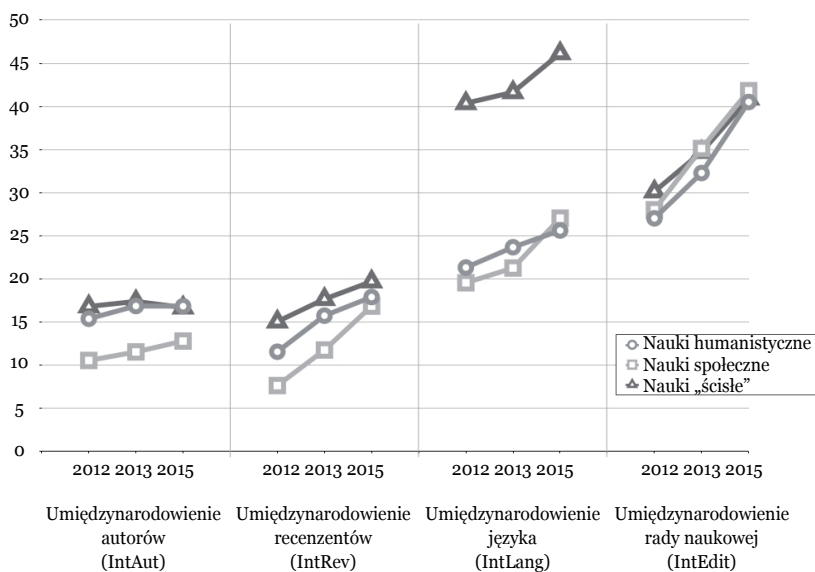 50
45
40
35
30
25
20
15
10
5
0
Nauki humanistyczne
Nauki społeczne
Nauki „ścisłe”
2012 2013 2015
2012 2013 2015
2012 2013 2015
2012 2013 2015
Umiędzynarodowienie
autorów
(IntAut)
Umiędzynarodowienie
recenzentów
(IntRev)
Umiędzynarodowienie
języka
(IntLang)
Umiędzynarodowienie
rady naukowej
(IntEdit)